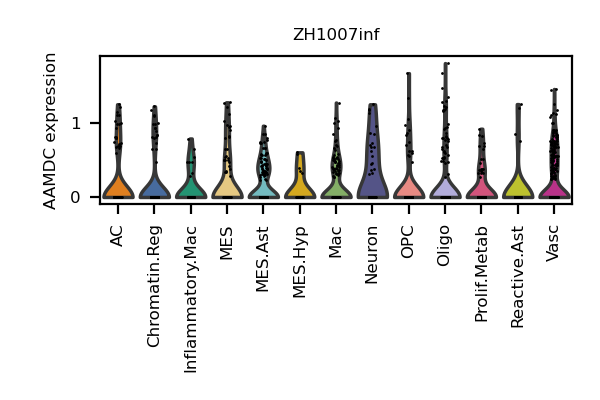 ZH1007inf
AAMDC expression
1
0
AC
Chromatin.Reg
Inflammatory.Mac
MES
MES.Ast
MES.Hyp
Mac
Neuron
OPC
Oligo
Prolif.Metab
Reactive.Ast
Vasc